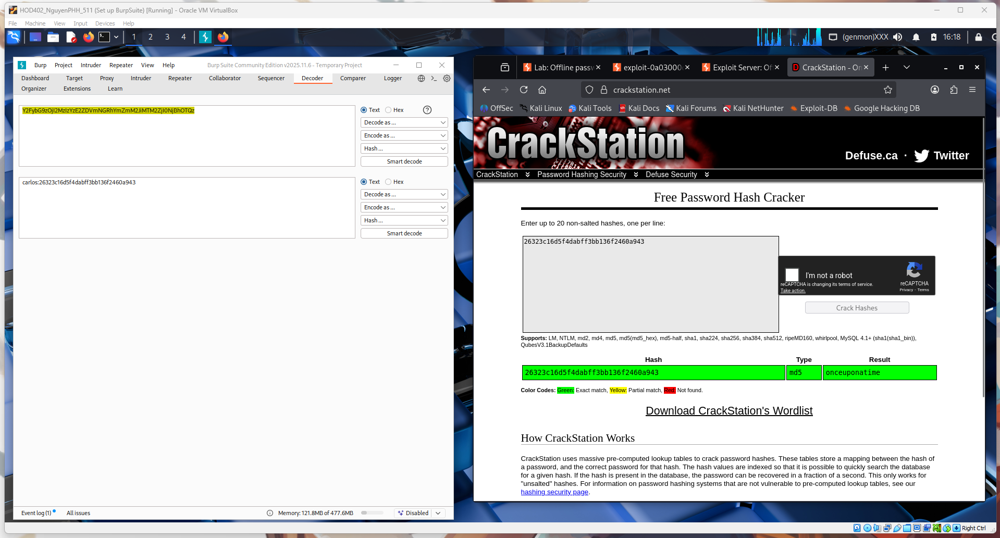 HOD402_NguyenPHH_511 (Set up BurpSuite) [Running] - Oracle VM VirtualBox
File Machine View Input Devices Help
1 2 3 4 (genmon)XXX 16:18
Burp Project Intruder Repeater View Help Burp Suite Community Edition v2025.11.6 - Temporary Project
Dashboard Target Proxy Intruder Repeater Collaborator Sequencer Decoder Comparer Logger
Organizer Extensions Learn
Y2FybG9zOjI2MzIzYzE2ZDVmNGRhYmZmM2JiMTM2ZjI0NjBhOTQz
Text Hex
Decode as ...
Encode as ...
Hash ...
Smart decode
carlos:26323c16d5f4dabff3bb136f2460a943
Text Hex
Decode as ...
Encode as ...
Hash ...
Smart decode
Event log (1) All issues Memory: 121.8MB of 477.6MB Disabled
Lab: Offline passw exploit-0a03000 Exploit Server: Of CrackStation - On
crackstation.net
OffSec Kali Linux Kali Tools Kali Docs Kali Forums Kali NetHunter Exploit-DB Google Hacking DB
CrackStation
Defuse.ca · Twitter
CrackStation Password Hashing Security Defuse Security
Free Password Hash Cracker
Enter up to 20 non-salted hashes, one per line:
26323c16d5f4dabff3bb136f2460a943
I'm not a robot
reCAPTCHA is changing its terms of service.
Take action.
reCAPTCHA
Privacy - Terms
Crack Hashes
Supports: LM, NTLM, md2, md4, md5, md5(md5_hex), md5-half, sha1, sha224, sha256, sha384, sha512, ripeMD160, whirlpool, MySQL 4.1+ (sha1(sha1_bin)),
QubesV3.1BackupDefaults
Hash Type Result
26323c16d5f4dabff3bb136f2460a943 md5 onceuponatime
Color Codes: Green: Exact match, Yellow: Partial match, Red: Not found.
Download CrackStation's Wordlist
How CrackStation Works
CrackStation uses massive pre-computed lookup tables to crack password hashes. These tables store a mapping between the hash of
a password, and the correct password for that hash. The hash values are indexed so that it is possible to quickly search the database
for a given hash. If the hash is present in the database, the password can be recovered in a fraction of a second. This only works for
"unsalted" hashes. For information on password hashing systems that are not vulnerable to pre-computed lookup tables, see our
hashing security page.
Right Ctrl